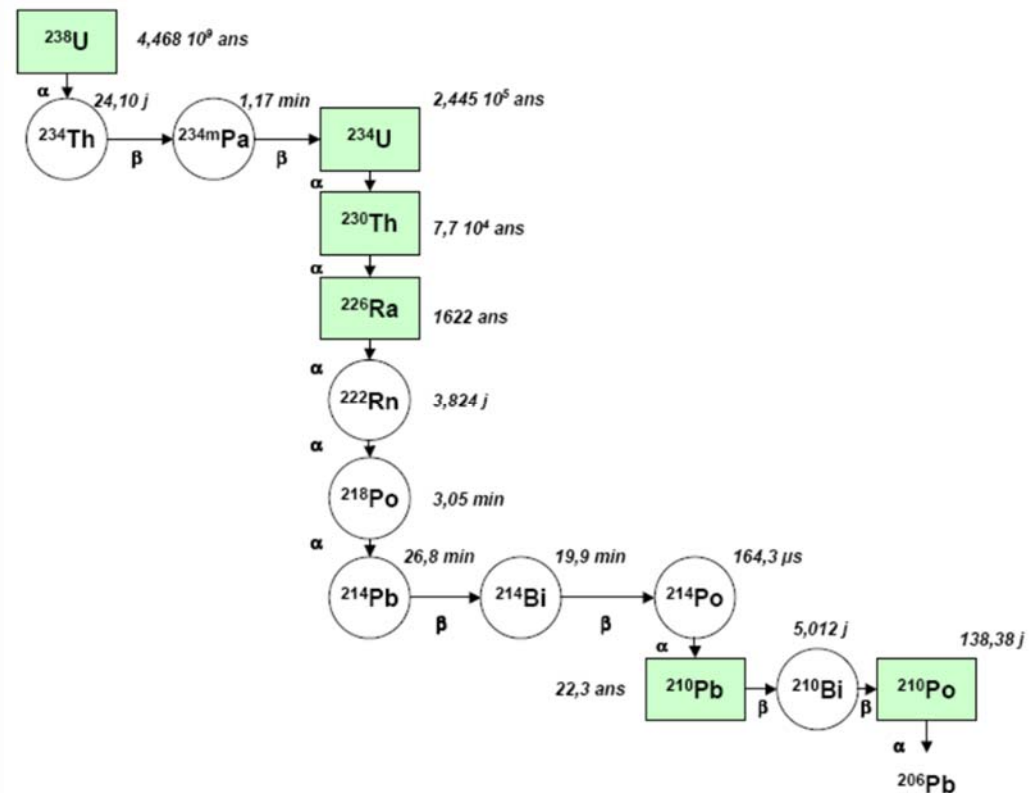 ²³⁸U 4,468 10⁹ ans
α 24,10 j 1,17 min 2,445 10⁵ ans
²³⁴Th β ²³⁴ᵐPa β ²³⁴U
α
²³⁰Th 7,7 10⁴ ans
α
²²⁶Ra 1622 ans
α
²²²Rn 3,824 j
α
²¹⁸Po 3,05 min
α 26,8 min 19,9 min 164,3 µs
²¹⁴Pb β ²¹⁴Bi β ²¹⁴Po
α 5,012 j 138,38 j
22,3 ans ²¹⁰Pb β ²¹⁰Bi β ²¹⁰Po
α
²⁰⁶Pb